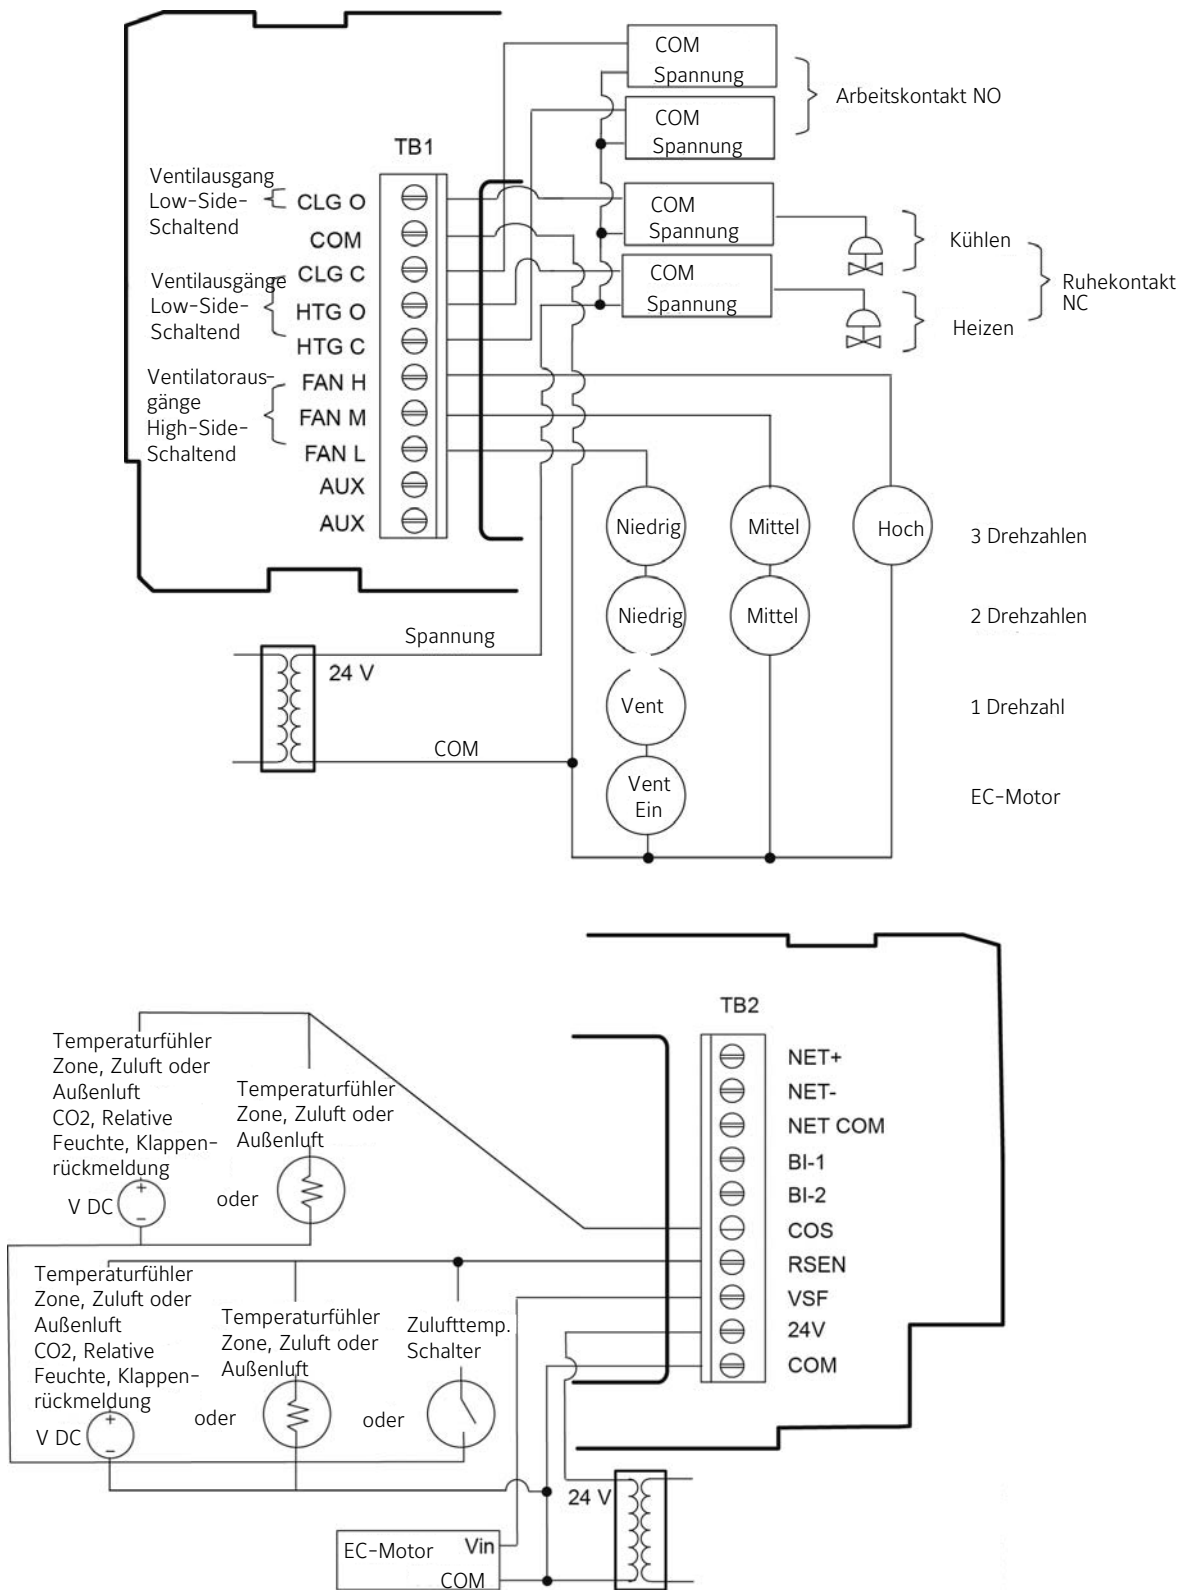 COM
Spannung
Arbeitskontakt NO
COM
Spannung
TB1
Ventilausgang
Low-Side-
Schaltend
CLG O
COM
Spannung
COM
Kühlen
Ventilausgänge
Low-Side-
Schaltend
CLG C
HTG O
HTG C
COM
Spannung
Ruhekontakt
NC
Heizen
Ventilatoraus-
gänge
High-Side-
Schaltend
FAN H
FAN M
FAN L
AUX
AUX
Niedrig
Mittel
Hoch
3 Drehzahlen
Niedrig
Mittel
2 Drehzahlen
Spannung
24 V
Vent
1 Drehzahl
COM
Vent
Ein
EC-Motor
TB2
NET+
NET-
NET COM
BI-1
BI-2
COS
RSEN
VSF
24V
COM
Temperaturfühler
Zone, Zuluft oder
Außenluft
CO2, Relative
Feuchte, Klappen-
rückmeldung
V DC
+
–
oder
Temperaturfühler
Zone, Zuluft oder
Außenluft
Temperaturfühler
Zone, Zuluft oder
Außenluft
CO2, Relative
Feuchte, Klappen-
rückmeldung
V DC
+
–
oder
Temperaturfühler
Zone, Zuluft oder
Außenluft
oder
Zulufttemp.
Schalter
24 V
EC-Motor
Vin
COM